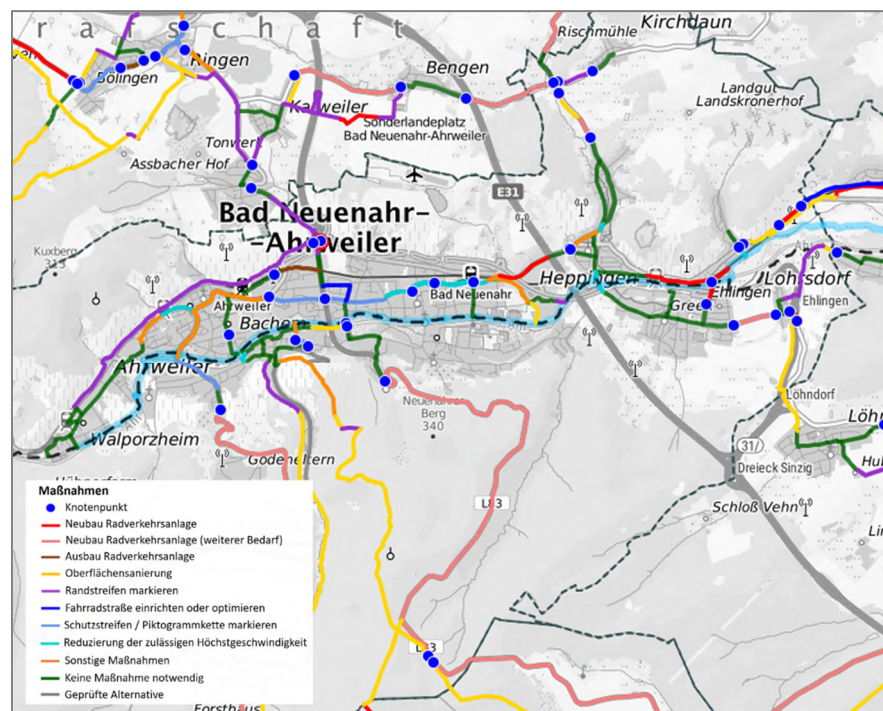 r a f s c h a f t
Rischmühle
Kirchdaun
Ringen
Bengen
Bölingen
Landgut
Landskronerhof
Karweiler
Sonderlandeplatz
Bad Neuenahr-Ahrweiler
Tonwerk
Assbacher Hof
E31
Bad Neuenahr-
-Ahrweiler
Kuxberg
Heppingen
Lohrsdorf
Ahrweiler
Bad Neuenahr
Ehlingen
Green
Ehlingen
Bachem
Ahrweiler
Neuenahrer
Berg
340
Löhndorf
Walporzheim
Godeneltern
Dreieck Sinzig
L83
Schloß Vehn
L83
Maßnahmen
Knotenpunkt
Neubau Radverkehrsanlage
Neubau Radverkehrsanlage (weiterer Bedarf)
Ausbau Radverkehrsanlage
Oberflächensanierung
Randstreifen markieren
Fahrradstraße einrichten oder optimieren
Schutzstreifen / Piktogrammkette markieren
Reduzierung der zulässigen Höchstgeschwindigkeit
Sonstige Maßnahmen
Keine Maßnahme notwendig
Geprüfte Alternative
Forsthaus